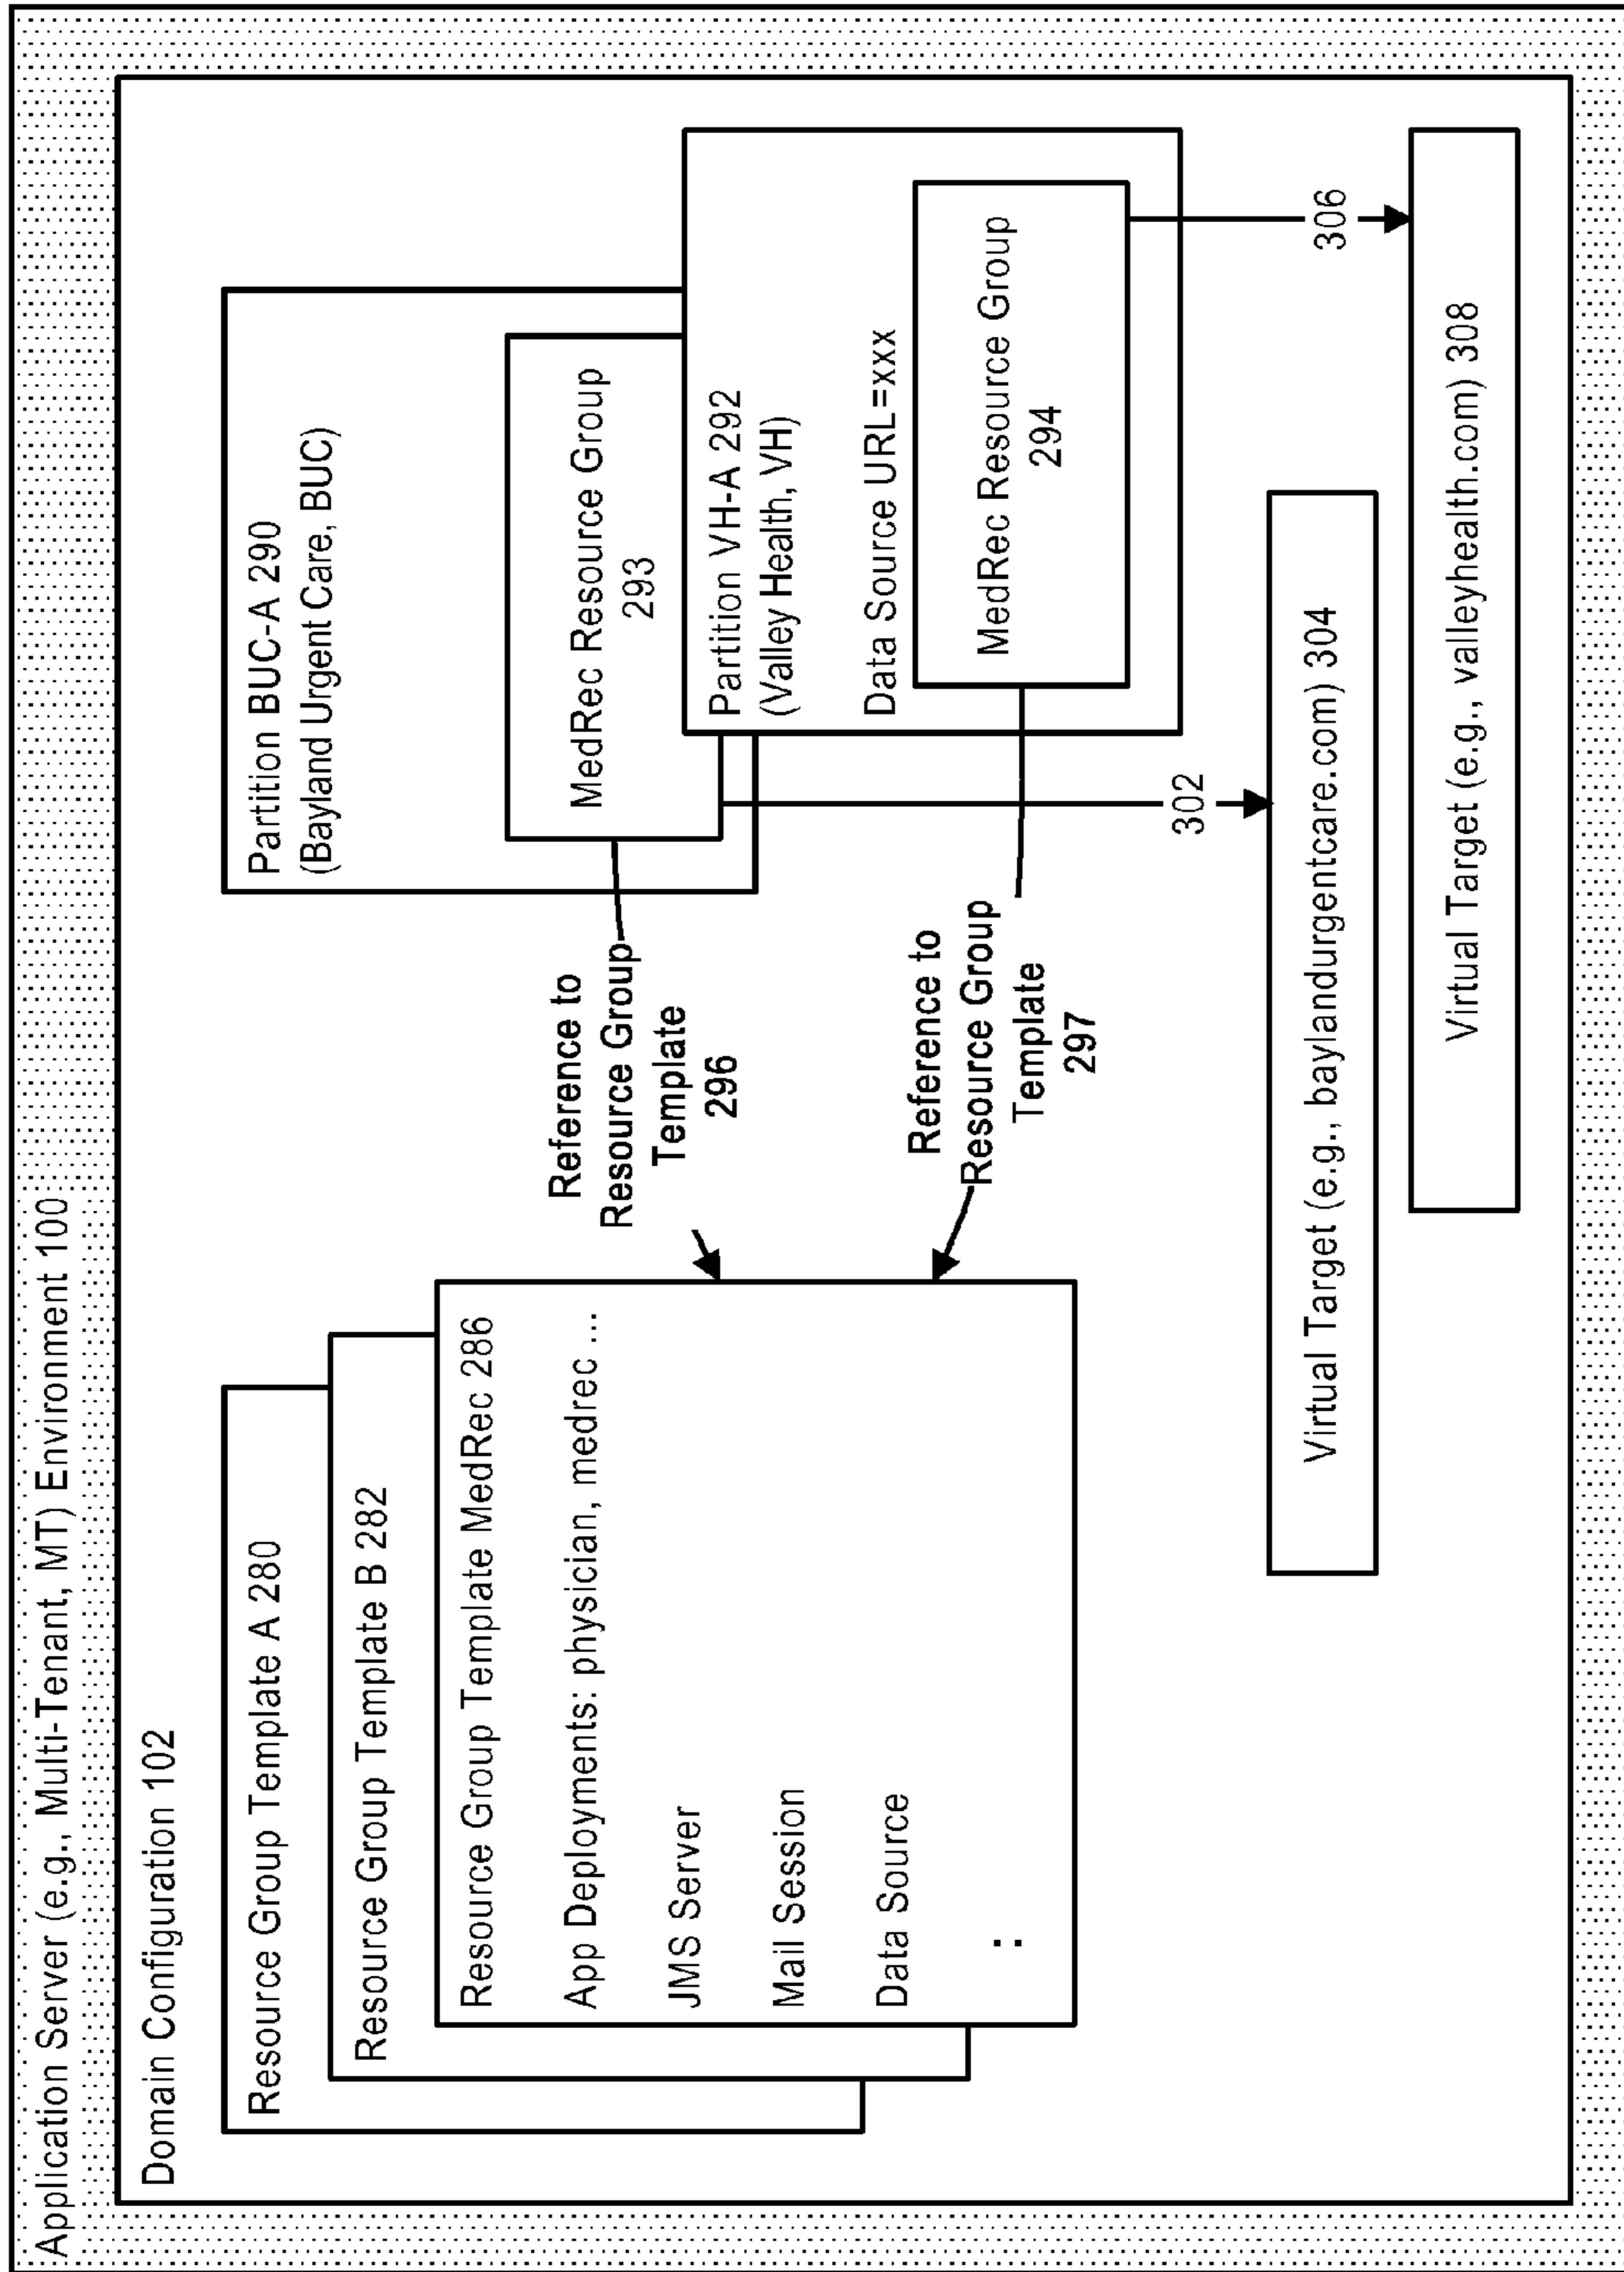 Application Server (e.g., Multi-Tenant, MT) Environment 100
Domain Configuration 102
Resource Group Template A 280
Resource Group Template B 282
Resource Group Template MedRec 286
App Deployments: physician, medrec ...
JMS Server
Mail Session
Data Source
:
Reference to
Resource Group
Template
296
Reference to
Resource Group
Template
297
Partition BUC-A 290
(Bayland Urgent Care, BUC)
MedRec Resource Group
293
Partition VH-A 292
(Valley Health, VH)
Data Source URL=xxx
MedRec Resource Group
294
302
306
Virtual Target (e.g., baylandurgentcare.com) 304
Virtual Target (e.g., valleyhealth.com) 308